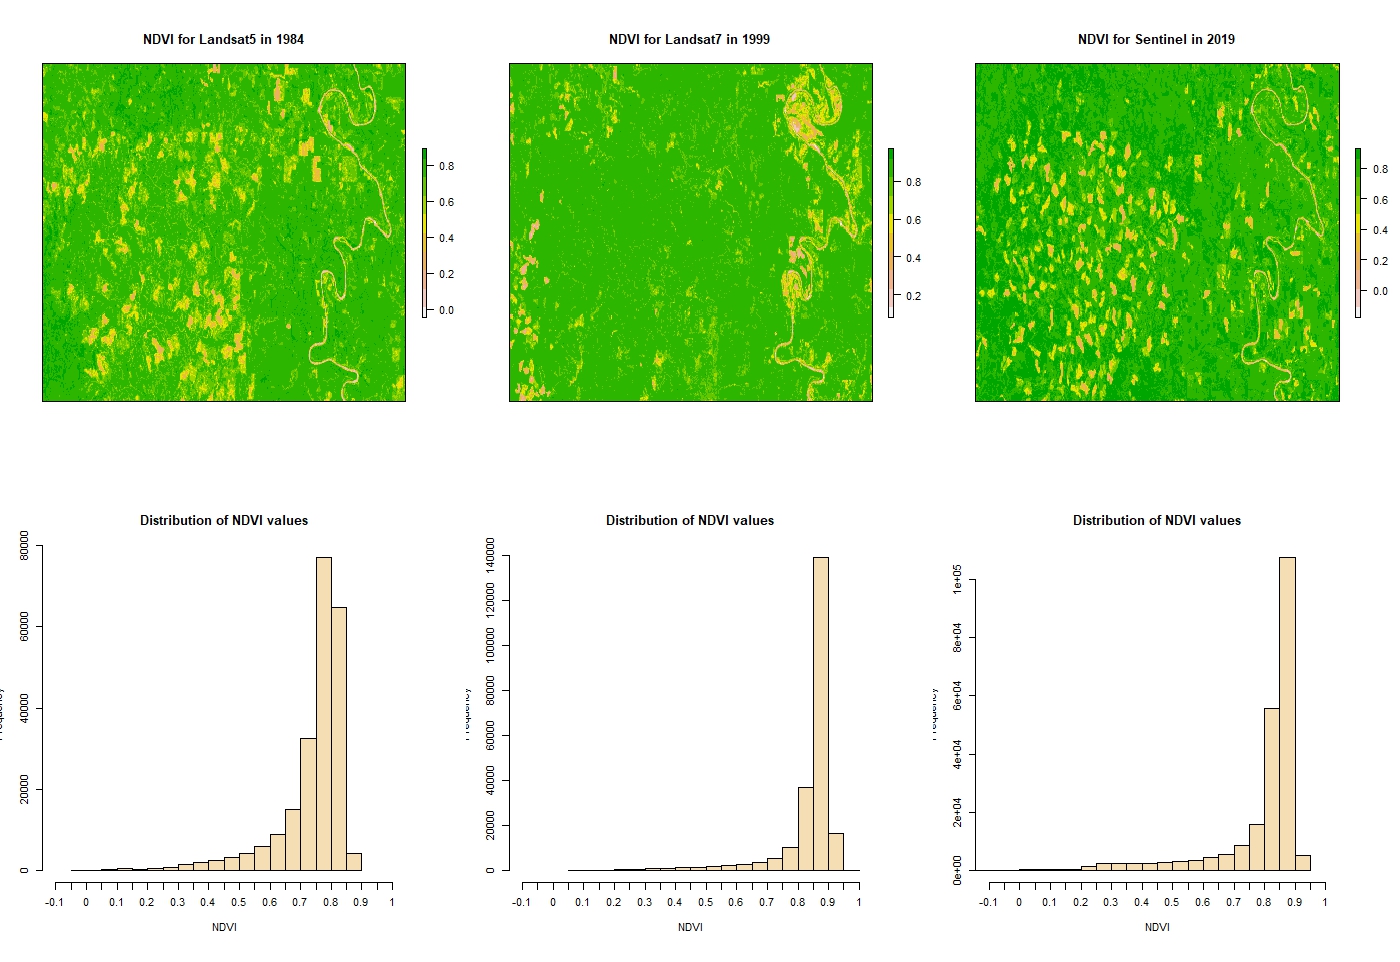 NDVI for Landsat5 in 1984
NDVI for Landsat7 in 1999
NDVI for Sentinel in 2019
0.8
0.6
0.4
0.2
0.0
0.8
0.6
0.4
0.2
0.8
0.6
0.4
0.2
0.0
Distribution of NDVI values
Distribution of NDVI values
Distribution of NDVI values
80000
60000
40000
20000
0
-0.1 0 0.1 0.2 0.3 0.4 0.5 0.6 0.7 0.8 0.9 1
NDVI
140000
120000
100000
80000
60000
40000
20000
0
-0.1 0 0.1 0.2 0.3 0.4 0.5 0.6 0.7 0.8 0.9 1
NDVI
1e+05
8e+04
6e+04
4e+04
2e+04
0e+00
-0.1 0 0.1 0.2 0.3 0.4 0.5 0.6 0.7 0.8 0.9 1
NDVI